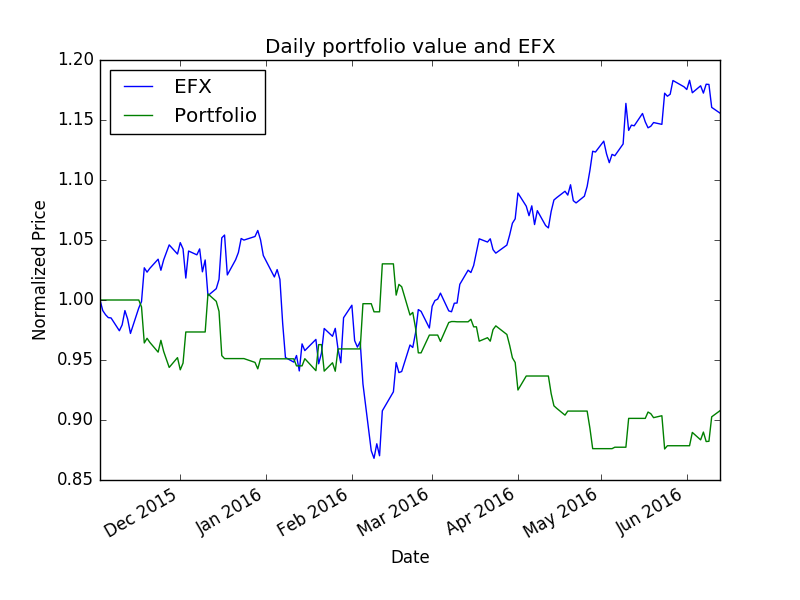 Daily portfolio value and EFX
EFX
Portfolio
Normalized Price
1.20
1.15
1.10
1.05
1.00
0.95
0.90
0.85
Dec 2015
Jan 2016
Feb 2016
Mar 2016
Apr 2016
May 2016
Jun 2016
Date